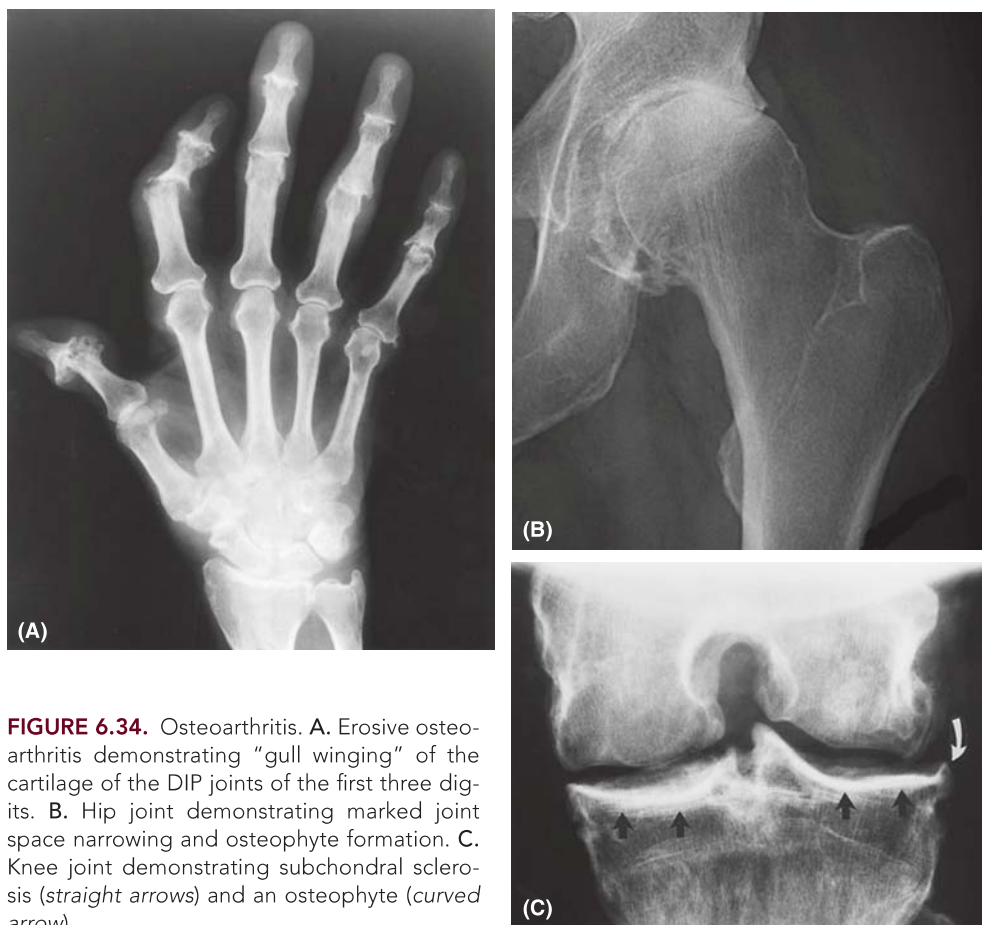 (A)
(B)
(C)
FIGURE 6.34. Osteoarthritis. A. Erosive osteo-
arthritis demonstrating “gull winging” of the
cartilage of the DIP joints of the first three dig-
its. B. Hip joint demonstrating marked joint
space narrowing and osteophyte formation. C.
Knee joint demonstrating subchondral sclero-
sis (straight arrows) and an osteophyte (curved
arrow)